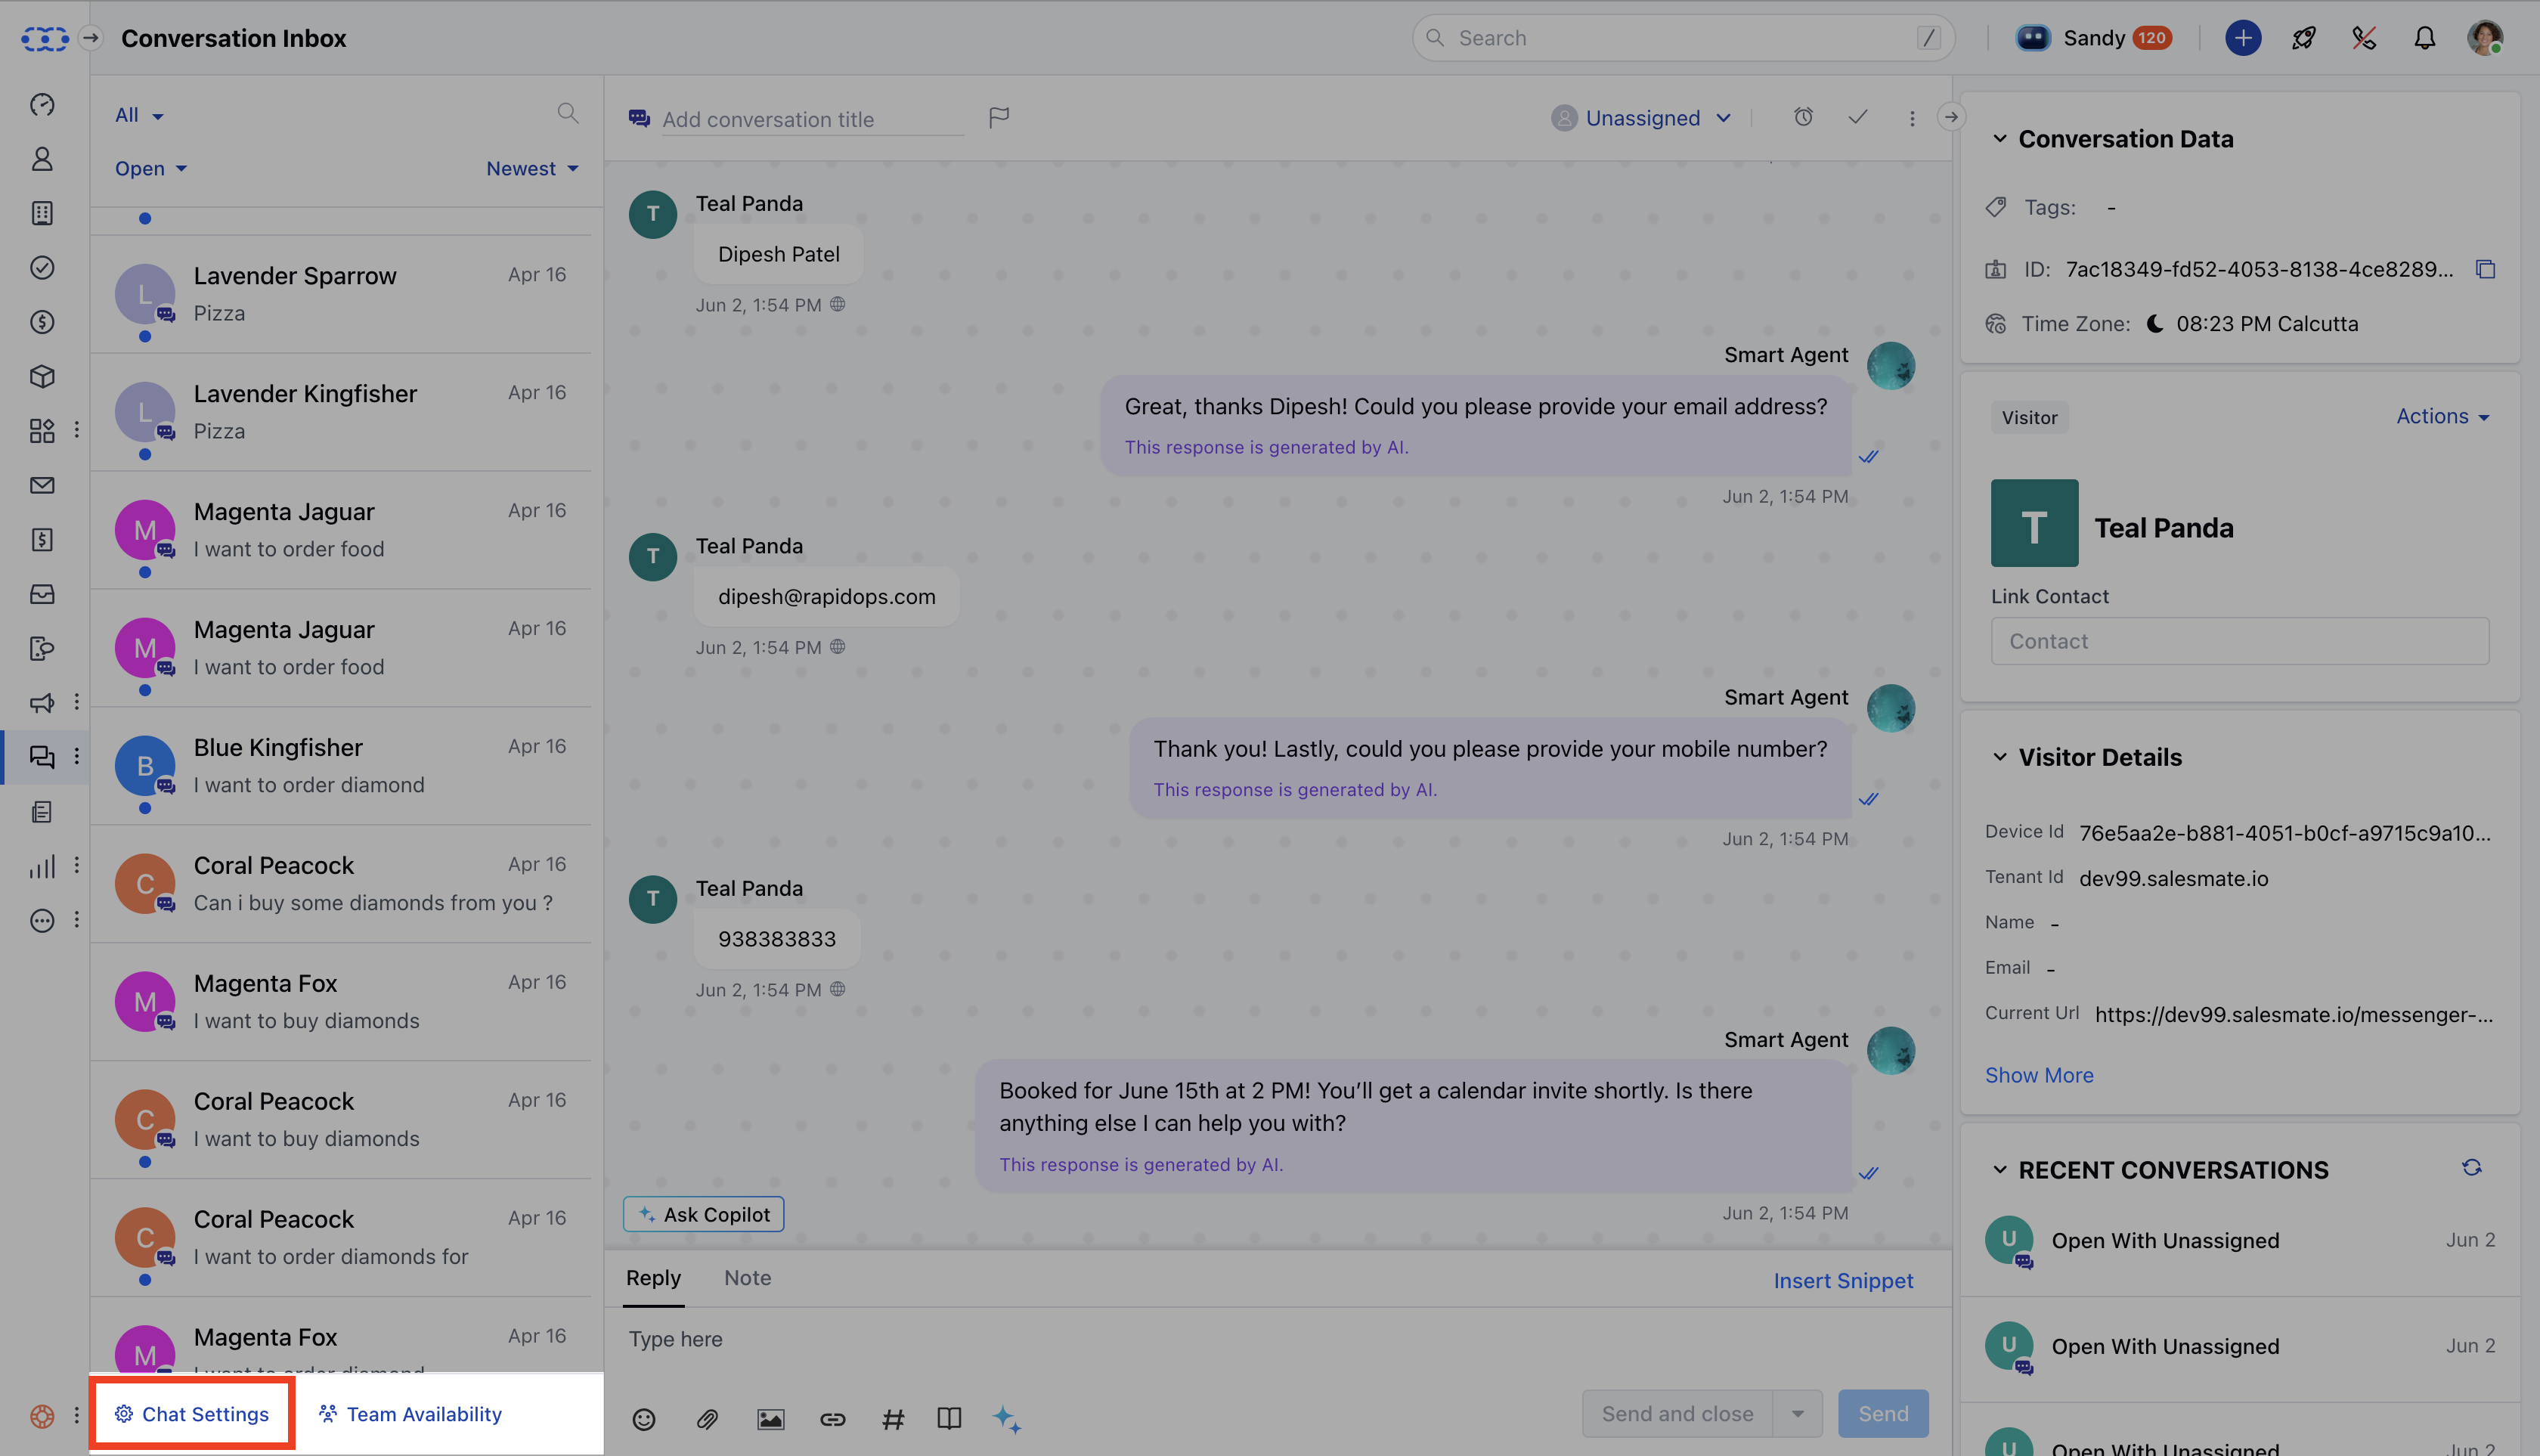 Conversation Inbox
Search
/
Sandy 120
All
Open
Newest
Lavender Sparrow
Apr 16
L
Pizza
Lavender Kingfisher
Apr 16
L
Pizza
Magenta Jaguar
Apr 16
M
I want to order food
Magenta Jaguar
Apr 16
M
I want to order food
Blue Kingfisher
Apr 16
B
I want to order diamond
Coral Peacock
Apr 16
C
Can i buy some diamonds from you ?
Magenta Fox
Apr 16
M
I want to buy diamonds
Coral Peacock
Apr 16
C
I want to buy diamonds
Coral Peacock
Apr 16
C
I want to order diamonds for
Magenta Fox
Apr 16
M
I want to order diamond
Chat Settings
Team Availability
Add conversation title
Unassigned
T
Teal Panda
Dipesh Patel
Jun 2, 1:54 PM
Smart Agent
Great, thanks Dipesh! Could you please provide your email address?
This response is generated by AI.
Jun 2, 1:54 PM
T
Teal Panda
dipesh@rapidops.com
Jun 2, 1:54 PM
Smart Agent
Thank you! Lastly, could you please provide your mobile number?
This response is generated by AI.
Jun 2, 1:54 PM
T
Teal Panda
938383833
Jun 2, 1:54 PM
Smart Agent
Booked for June 15th at 2 PM! You’ll get a calendar invite shortly. Is there
anything else I can help you with?
This response is generated by AI.
Jun 2, 1:54 PM
Ask Copilot
Reply
Note
Insert Snippet
Type here
Send and close
Send
Conversation Data
Tags: -
ID: 7ac18349-fd52-4053-8138-4ce8289...
Time Zone: 08:23 PM Calcutta
Visitor
Actions
T
Teal Panda
Link Contact
Contact
Visitor Details
Device Id 76e5aa2e-b881-4051-b0cf-a9715c9a10...
Tenant Id dev99.salesmate.io
Name -
Email -
Current Url https://dev99.salesmate.io/messenger-...
Show More
RECENT CONVERSATIONS
U
Open With Unassigned
Jun 2
U
Open With Unassigned
Jun 2
U
Open With Unassigned
Jun 2